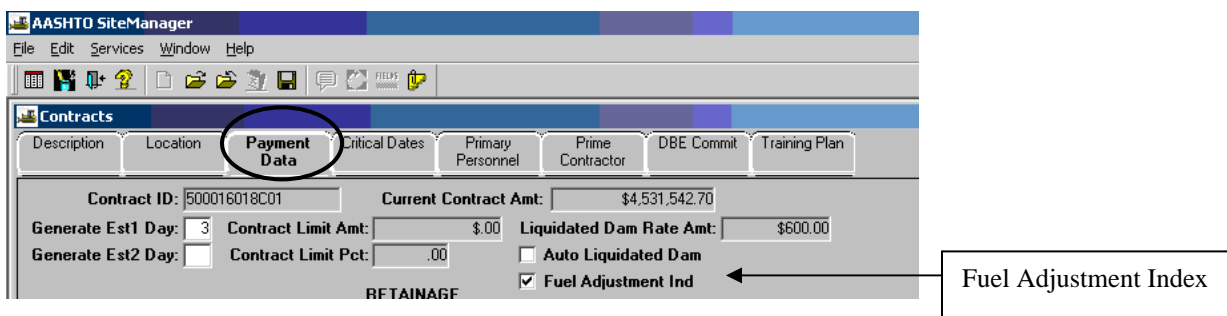 AASHTO SiteManager
File Edit Services Window Help
FIELDS
Contracts
Description Location Payment Data Critical Dates Primary Personnel Prime Contractor DBE Commit Training Plan
Contract ID: 500016018C01 Current Contract Amt: $4,531,542.70
Generate Est1 Day: 3 Contract Limit Amt: $.00 Liquidated Dam Rate Amt: $600.00
Generate Est2 Day: Contract Limit Pct: .00 Auto Liquidated Dam
Fuel Adjustment Ind
Fuel Adjustment Index
RETAINAGE